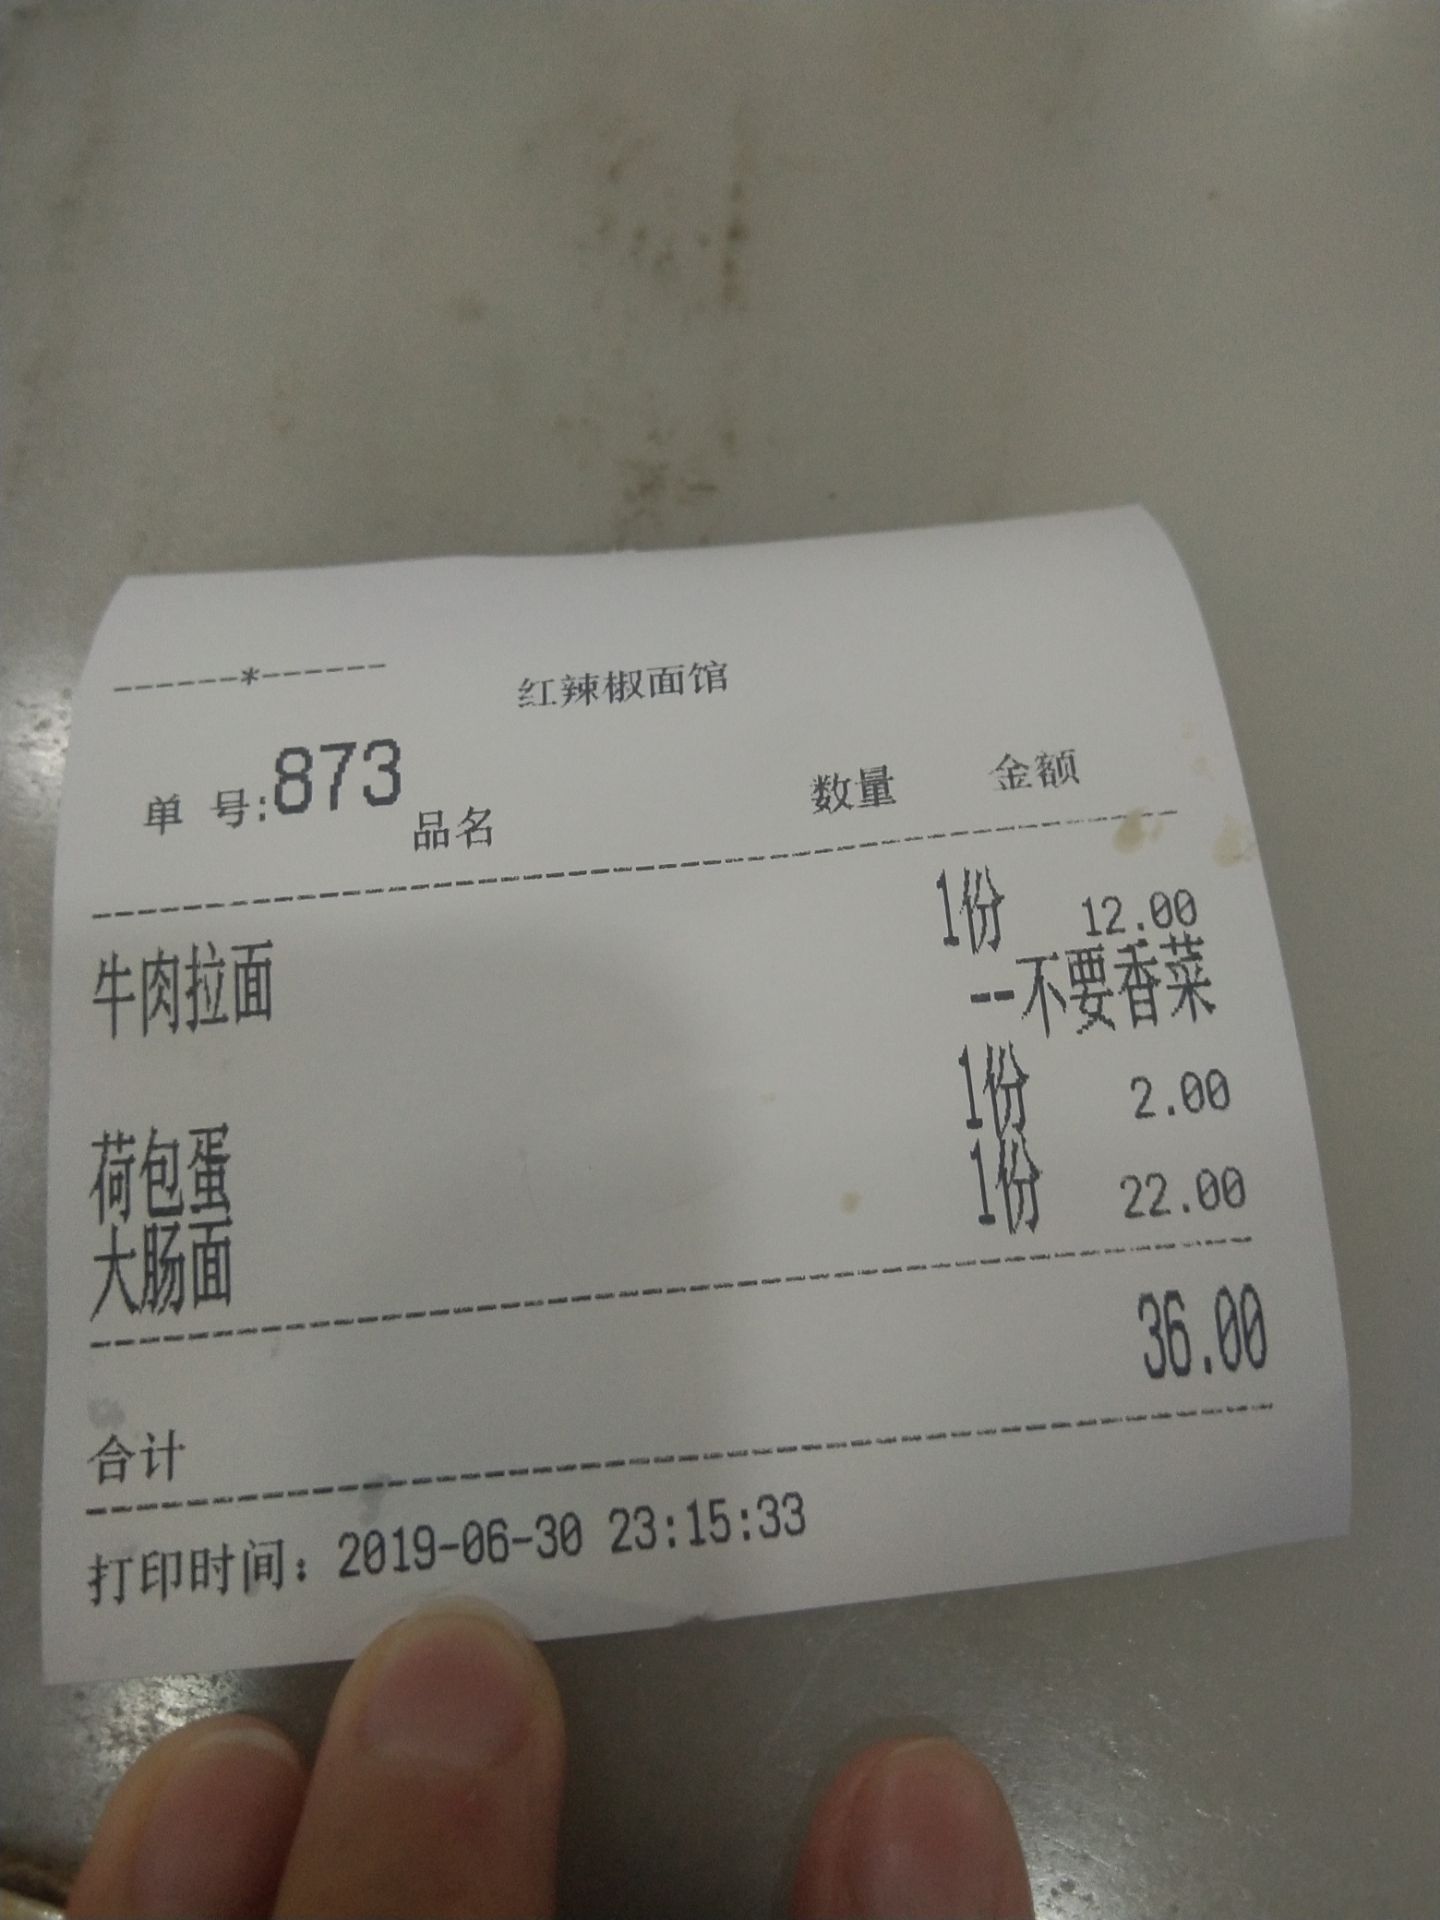 ------*------
红辣椒面馆
单 号:873
品名 数量 金额
牛肉拉面 1份 12.00
--不要香菜
荷包蛋 1份 2.00
大肠面 1份 22.00
合计 36.00
打印时间：2019-06-30 23:15:33